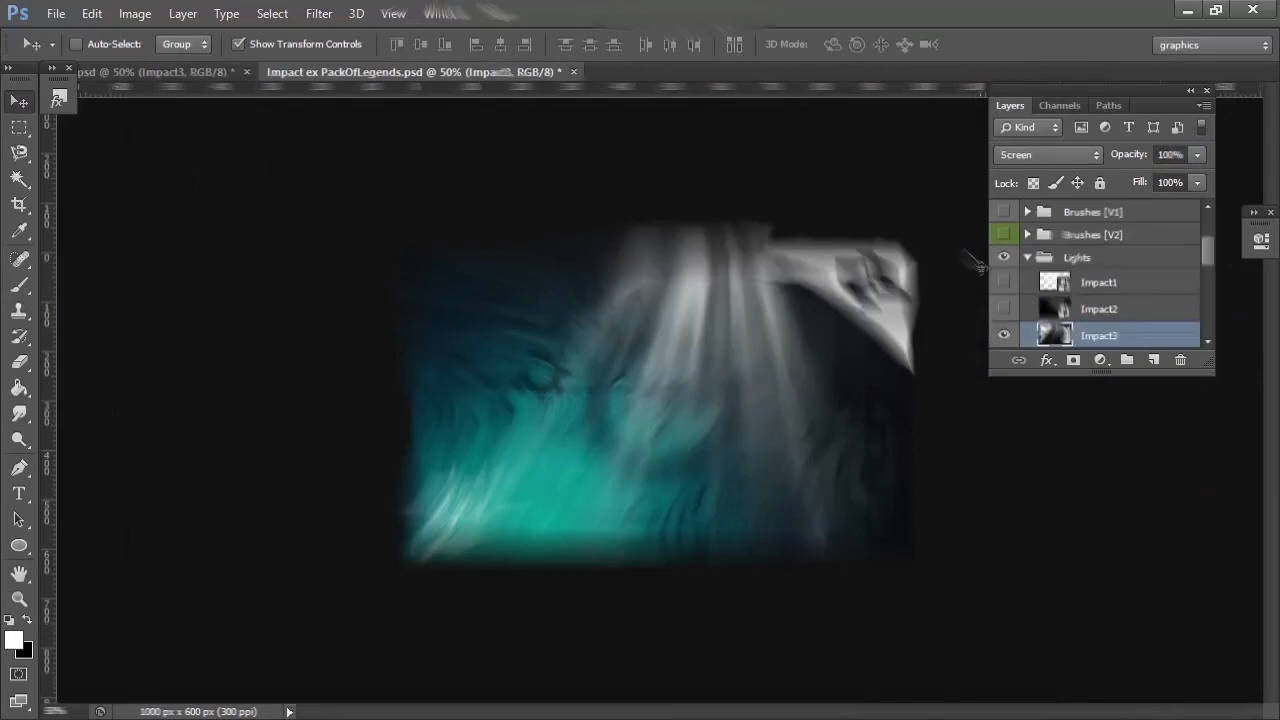 Ps File Edit Image Layer Type Select Filter 3D View
Auto-Select: Group Show Transform Controls 3D Mode: graphics
psd @ 50% (Impact3, RGB/8) * × Impact ex PackOfLegends.psd @ 50% (Impact3, RGB/8) * ×
Layers Channels Paths
Kind
Screen Opacity: 100%
Lock: Fill: 100%
Brushes [V1]
Brushes [V2]
Lights
Impact1
Impact2
Impact3
fx
1000 px x 600 px (300 ppi)